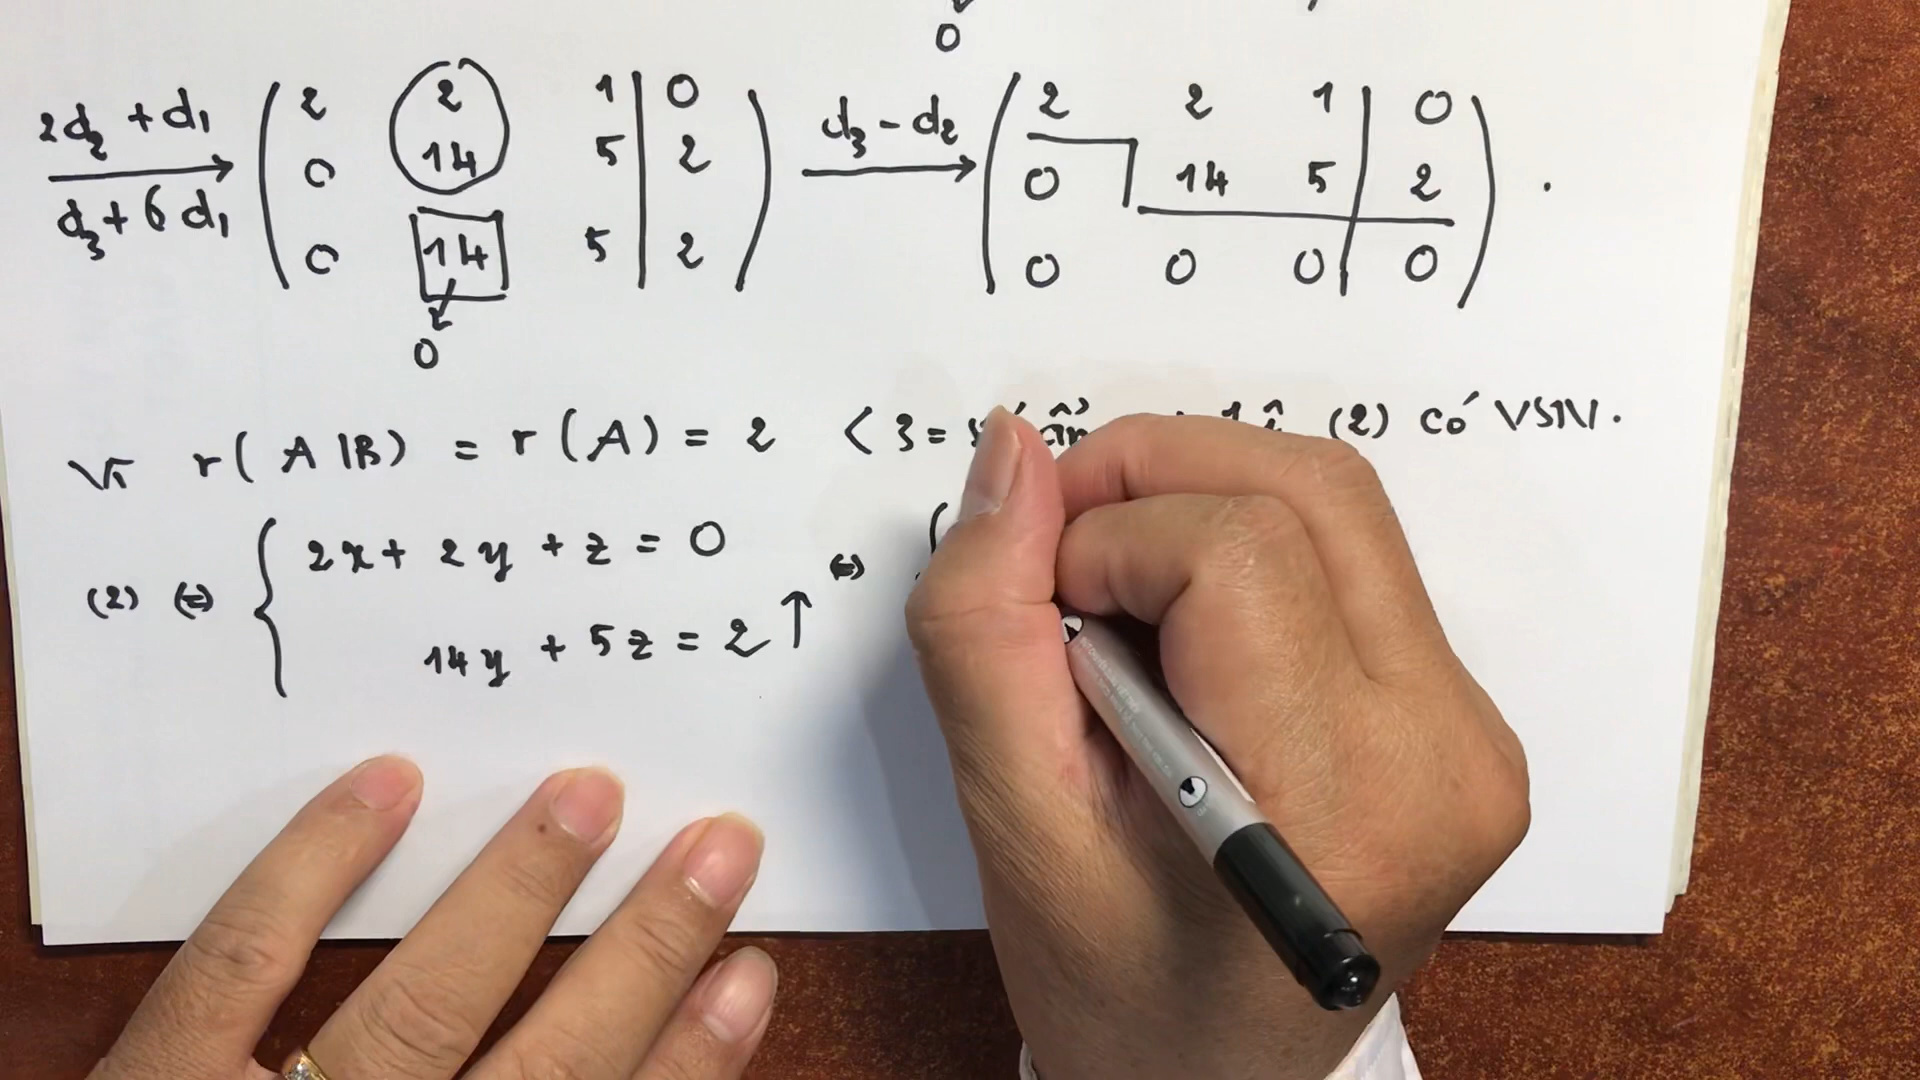 0
2d₂ + d₁ ( 2 2 1 | 0 ) d₃ - d₂ ( 2 2 1 | 0 )
0 14 5 | 2 → 0 14 5 | 2 .
d₃ + 6d₁ 0 14 5 | 2 0 0 0 | 0
0
Vì r(A|B) = r(A) = 2 < 3 = số ẩn (2) có VSN.
(2) ⇔ { 2x + 2y + z = 0 ⇔ {
14y + 5z = 2 ↑